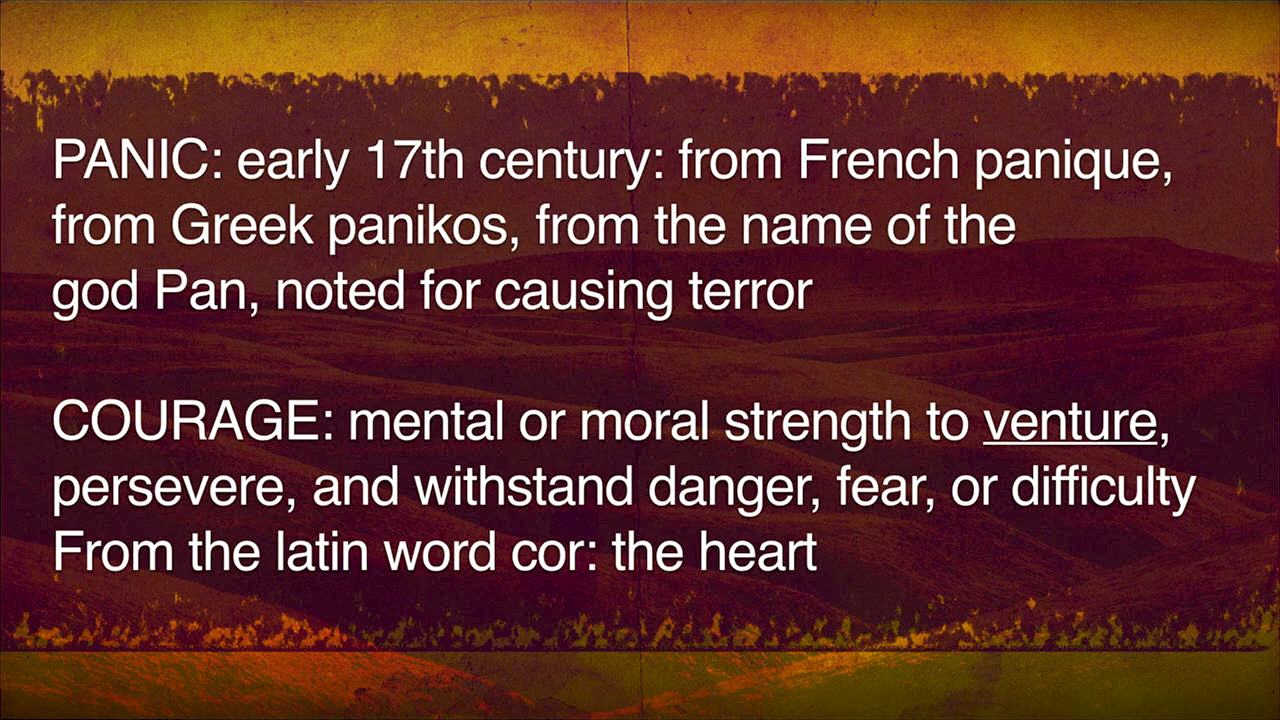 PANIC: early 17th century: from French panique,
from Greek panikos, from the name of the
god Pan, noted for causing terror
COURAGE: mental or moral strength to venture,
persevere, and withstand danger, fear, or difficulty
From the latin word cor: the heart